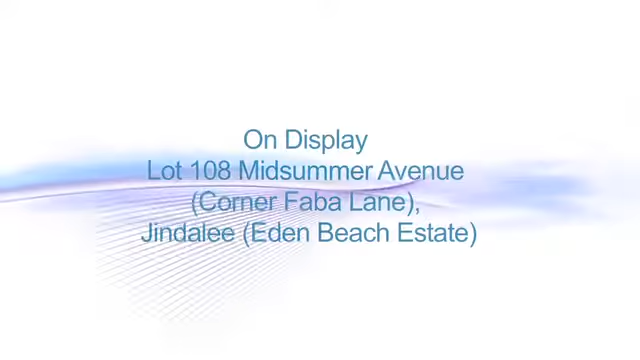 On Display
Lot 108 Midsummer Avenue
(Corner Faba Lane),
Jindalee (Eden Beach Estate)